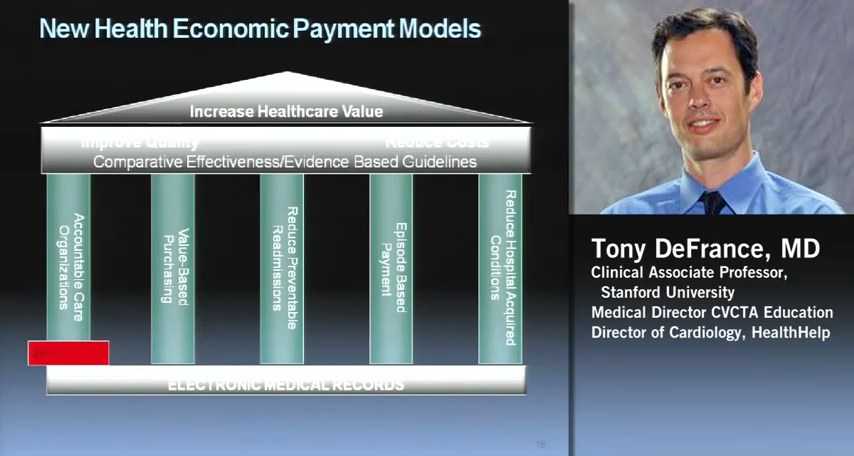 New Health Economic Payment Models
Increase Healthcare Value
Improve Quality Reduce Costs
Comparative Effectiveness/Evidence Based Guidelines
Accountable Care
Organizations
Value-Based
Purchasing
Reduce Preventable
Readmissions
Episode Based
Payment
Reduce Hospital Acquired
Conditions
ELECTRONIC MEDICAL RECORDS
18
Tony DeFrance, MD
Clinical Associate Professor,
Stanford University
Medical Director CVCTA Education
Director of Cardiology, HealthHelp